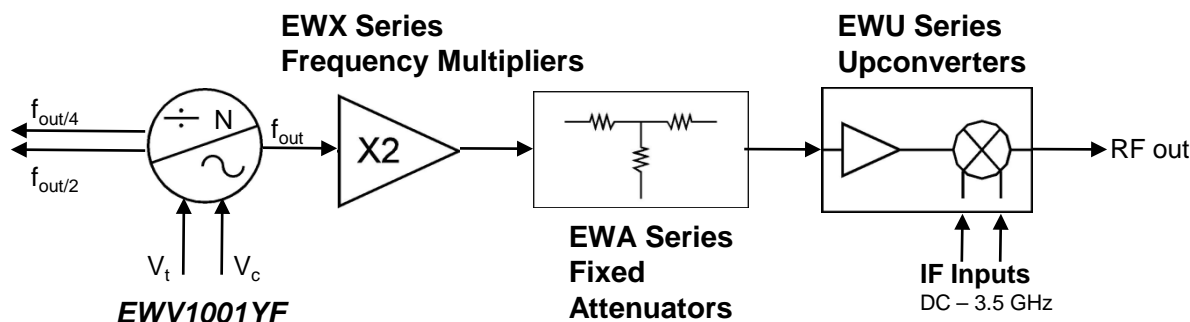 EWX Series
Frequency Multipliers
EWU Series
Upconverters
f_out/4
f_out/2
÷ N
f_out
X2
RF out
V_t
V_c
EWV1001YF
EWA Series
Fixed
Attenuators
IF Inputs
DC – 3.5 GHz